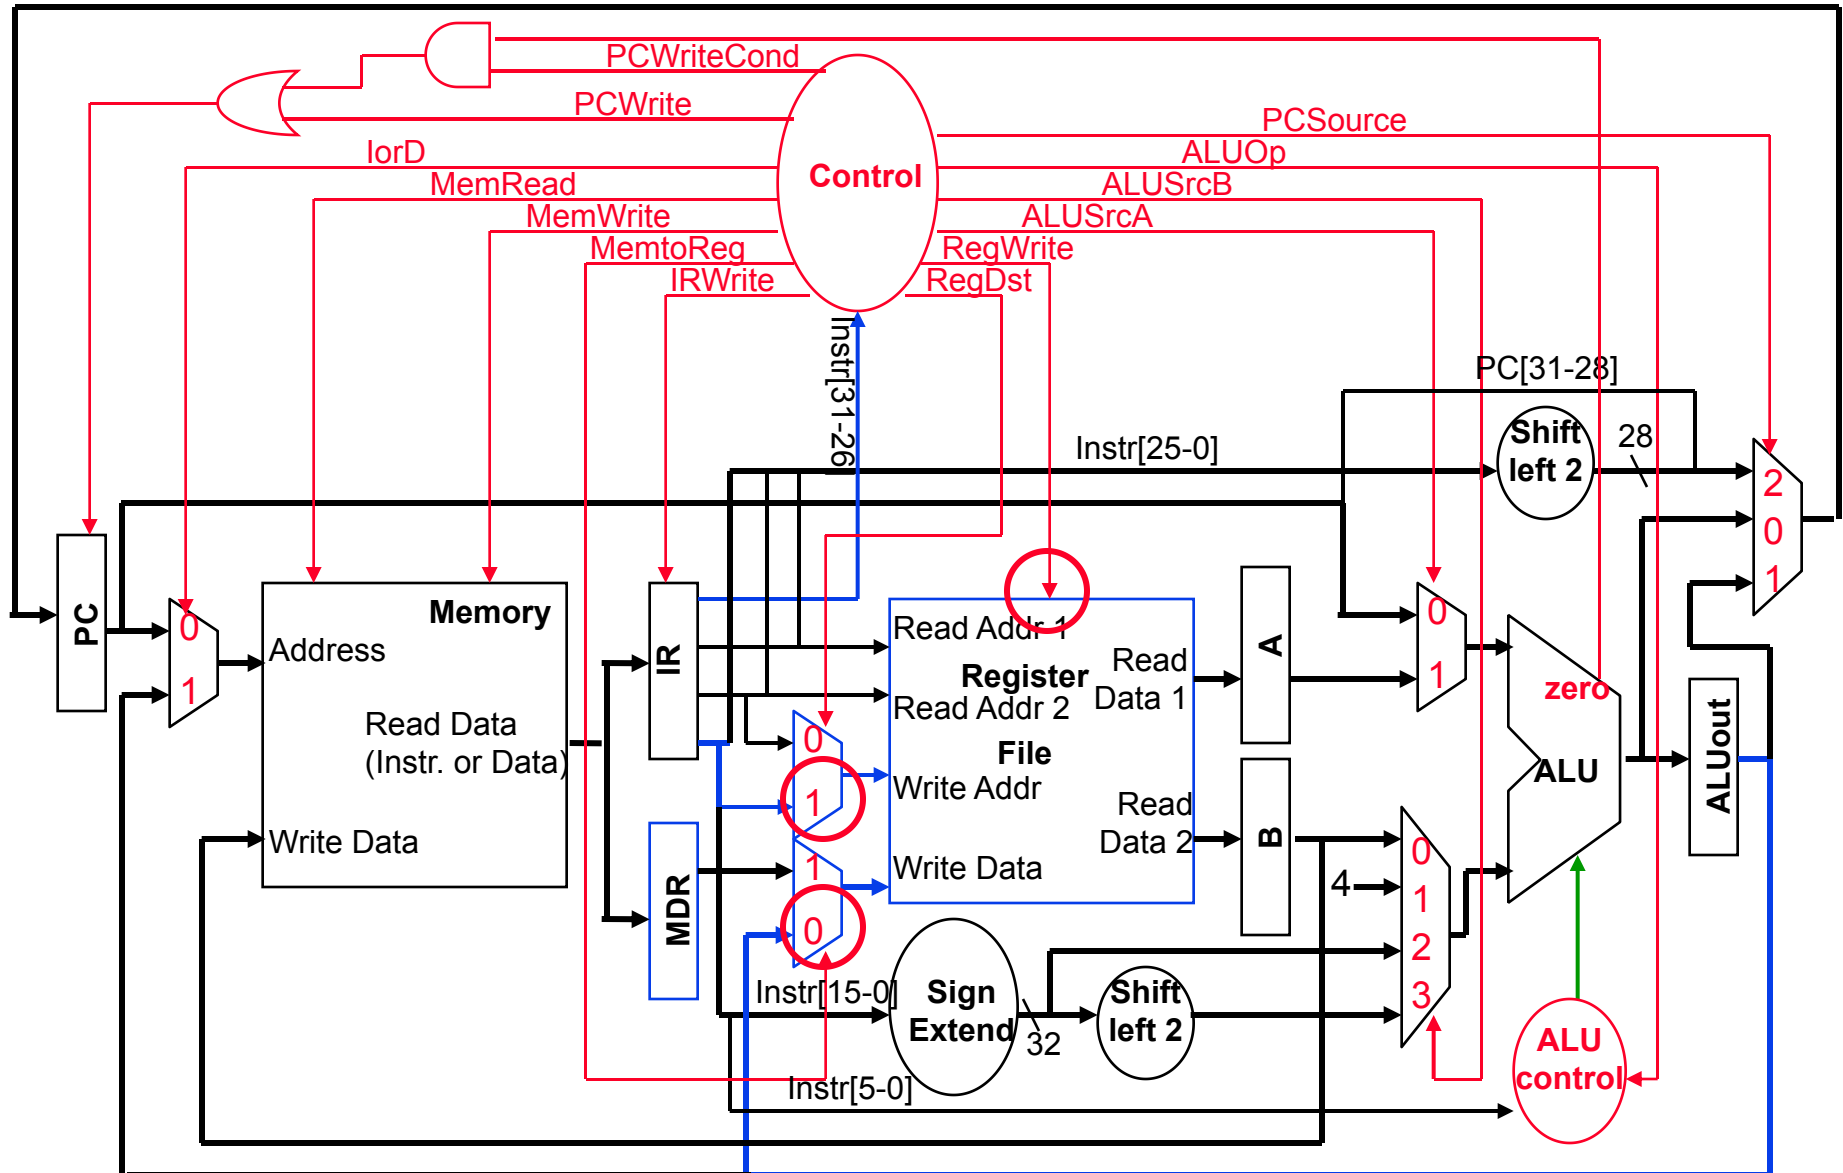 PCWriteCond
PCWrite
PCSource
IorD
ALUOp
Control
MemRead
ALUSrcB
MemWrite
ALUSrcA
MemtoReg
RegWrite
IRWrite
RegDst
Instr[31-26]
PC[31-28]
Instr[25-0]
Shift
left 2
28
2
0
1
PC
0
1
Memory
Address
Read Data
(Instr. or Data)
Write Data
IR
MDR
0
1
1
0
Read Addr 1
Register
Read Addr 2
File
Write Addr
Write Data
Read
Data 1
Read
Data 2
A
B
0
1
4
0
1
2
3
zero
ALU
ALUout
Instr[15-0]
Sign
Extend
32
Shift
left 2
ALU
control
Instr[5-0]